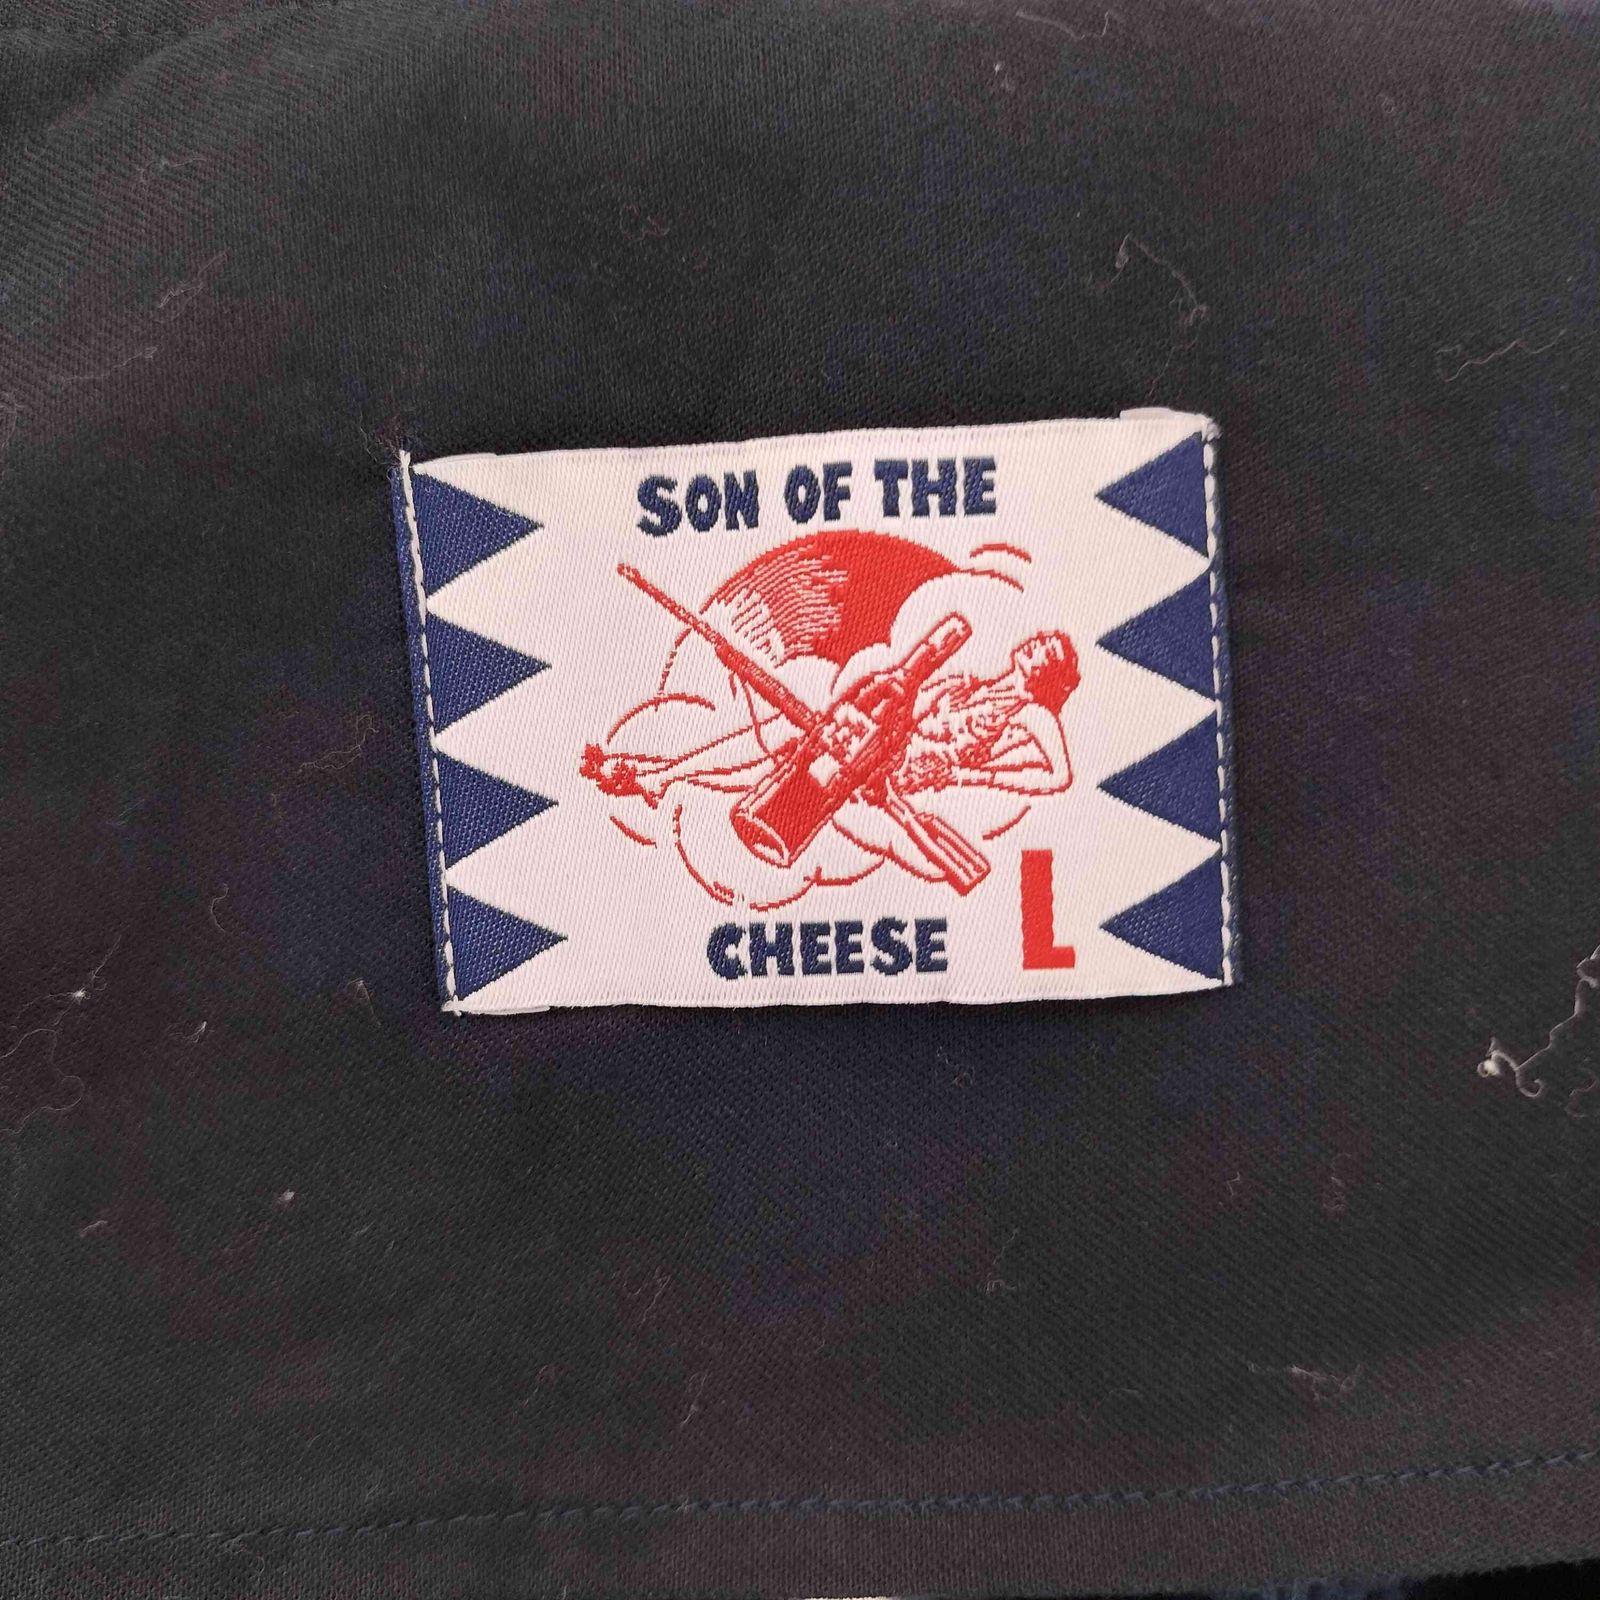 SON OF THE
CHEESE L